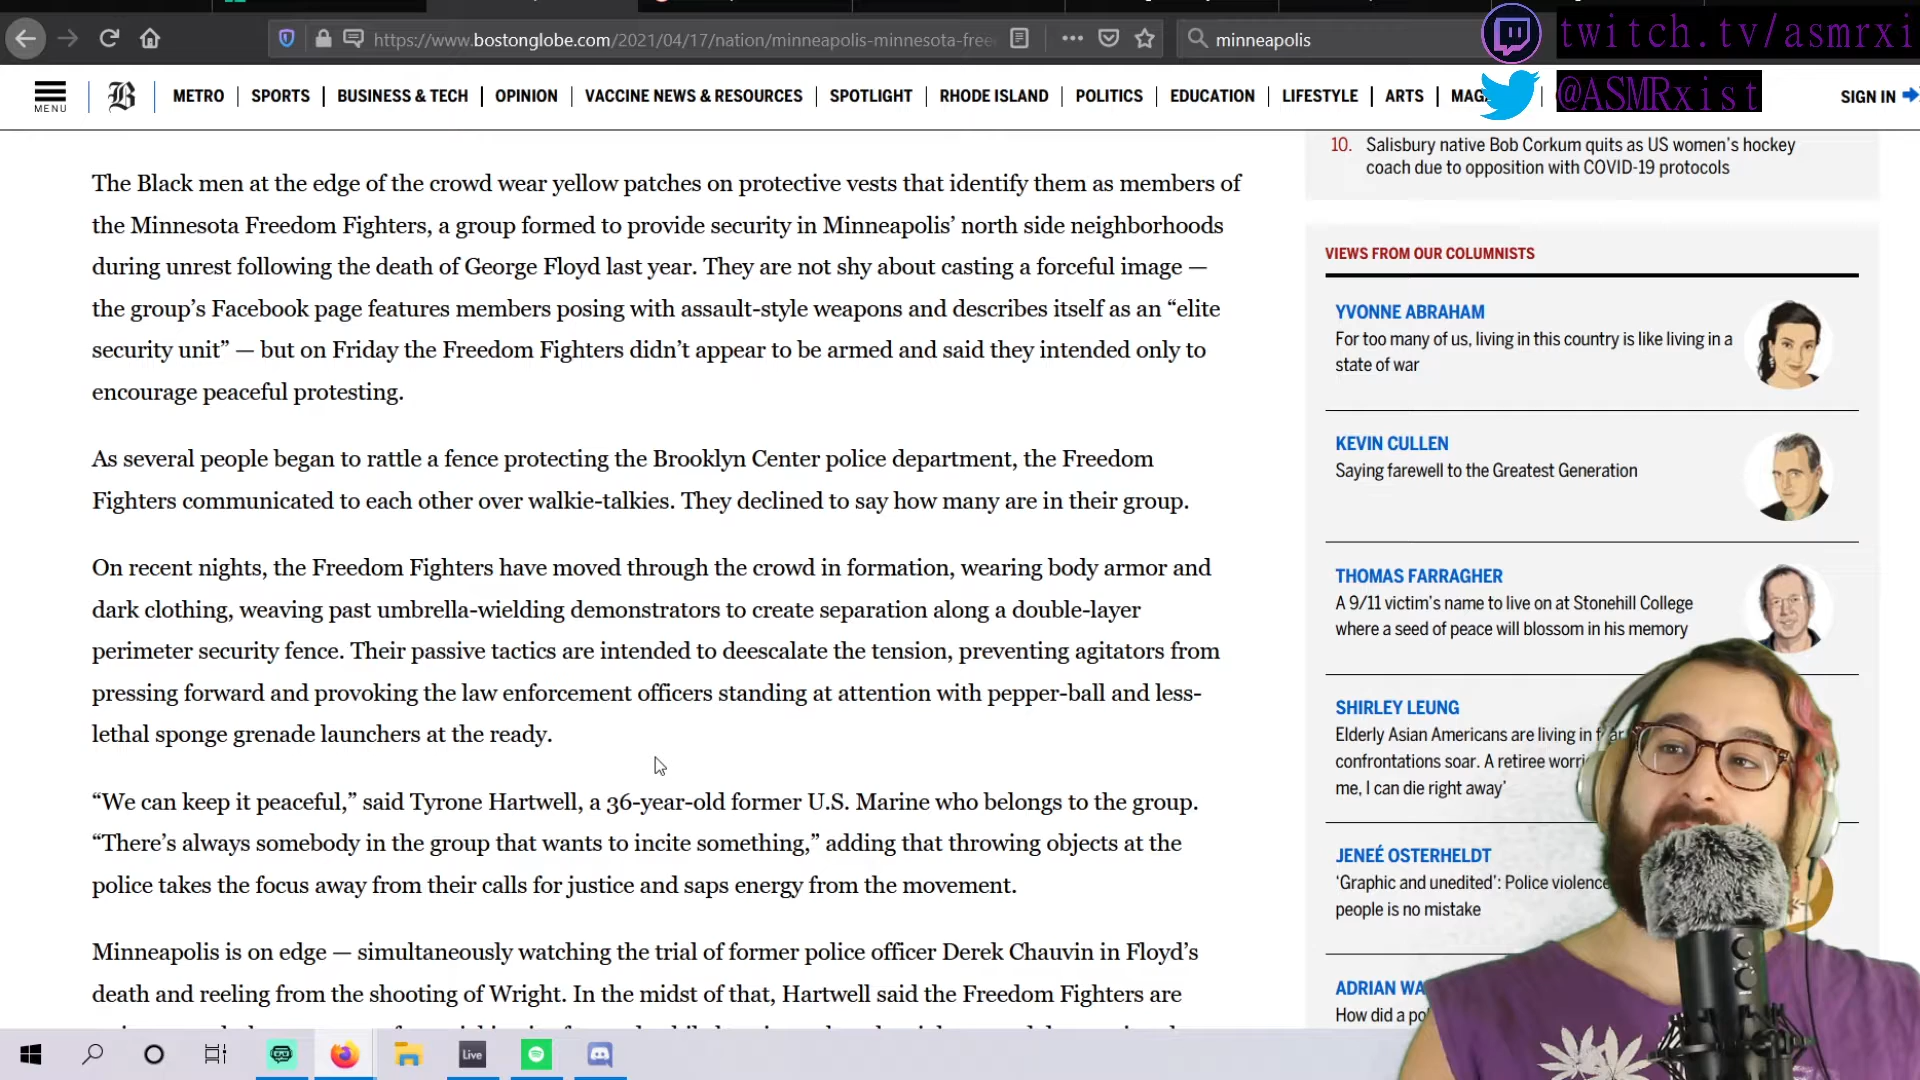 https://www.bostonglobe.com/2021/04/17/nation/minneapolis-minnesota-free
minneapolis
twitch.tv/asmrxi
@ASMRxist
MENU
B
METRO
SPORTS
BUSINESS & TECH
OPINION
VACCINE NEWS & RESOURCES
SPOTLIGHT
RHODE ISLAND
POLITICS
EDUCATION
LIFESTYLE
ARTS
MAG
SIGN IN
The Black men at the edge of the crowd wear yellow patches on protective vests that identify them as members of
the Minnesota Freedom Fighters, a group formed to provide security in Minneapolis’ north side neighborhoods
during unrest following the death of George Floyd last year. They are not shy about casting a forceful image —
the group’s Facebook page features members posing with assault-style weapons and describes itself as an “elite
security unit” — but on Friday the Freedom Fighters didn’t appear to be armed and said they intended only to
encourage peaceful protesting.
As several people began to rattle a fence protecting the Brooklyn Center police department, the Freedom
Fighters communicated to each other over walkie-talkies. They declined to say how many are in their group.
On recent nights, the Freedom Fighters have moved through the crowd in formation, wearing body armor and
dark clothing, weaving past umbrella-wielding demonstrators to create separation along a double-layer
perimeter security fence. Their passive tactics are intended to deescalate the tension, preventing agitators from
pressing forward and provoking the law enforcement officers standing at attention with pepper-ball and less-
lethal sponge grenade launchers at the ready.
“We can keep it peaceful,” said Tyrone Hartwell, a 36-year-old former U.S. Marine who belongs to the group.
“There’s always somebody in the group that wants to incite something,” adding that throwing objects at the
police takes the focus away from their calls for justice and saps energy from the movement.
Minneapolis is on edge — simultaneously watching the trial of former police officer Derek Chauvin in Floyd’s
death and reeling from the shooting of Wright. In the midst of that, Hartwell said the Freedom Fighters are
10. Salisbury native Bob Corkum quits as US women's hockey
coach due to opposition with COVID-19 protocols
VIEWS FROM OUR COLUMNISTS
YVONNE ABRAHAM
For too many of us, living in this country is like living in a
state of war
KEVIN CULLEN
Saying farewell to the Greatest Generation
THOMAS FARRAGHER
A 9/11 victim's name to live on at Stonehill College
where a seed of peace will blossom in his memory
SHIRLEY LEUNG
Elderly Asian Americans are living in
confrontations soar. A retiree
me, I can die right away’
JENEÉ OSTERHELDT
‘Graphic and unedited’: Police violence
people is no mistake
ADRIAN WA
How did a
Live